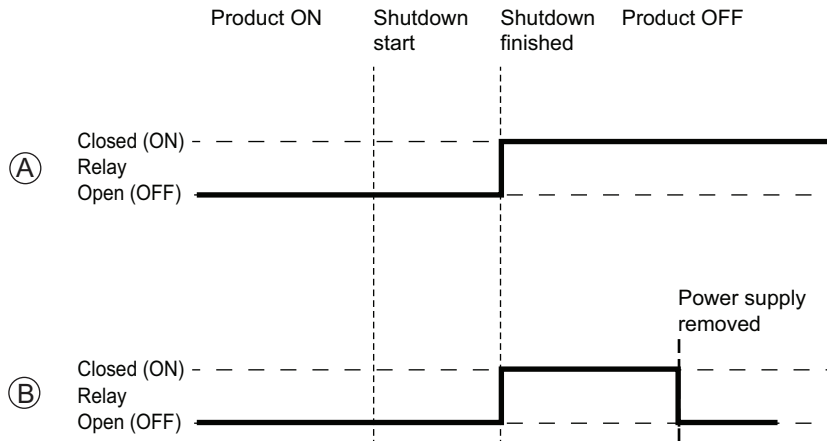 Product ON
Shutdown
start
Shutdown
finished
Product OFF
A
Closed (ON)
Relay
Open (OFF)
Power supply
removed
B
Closed (ON)
Relay
Open (OFF)